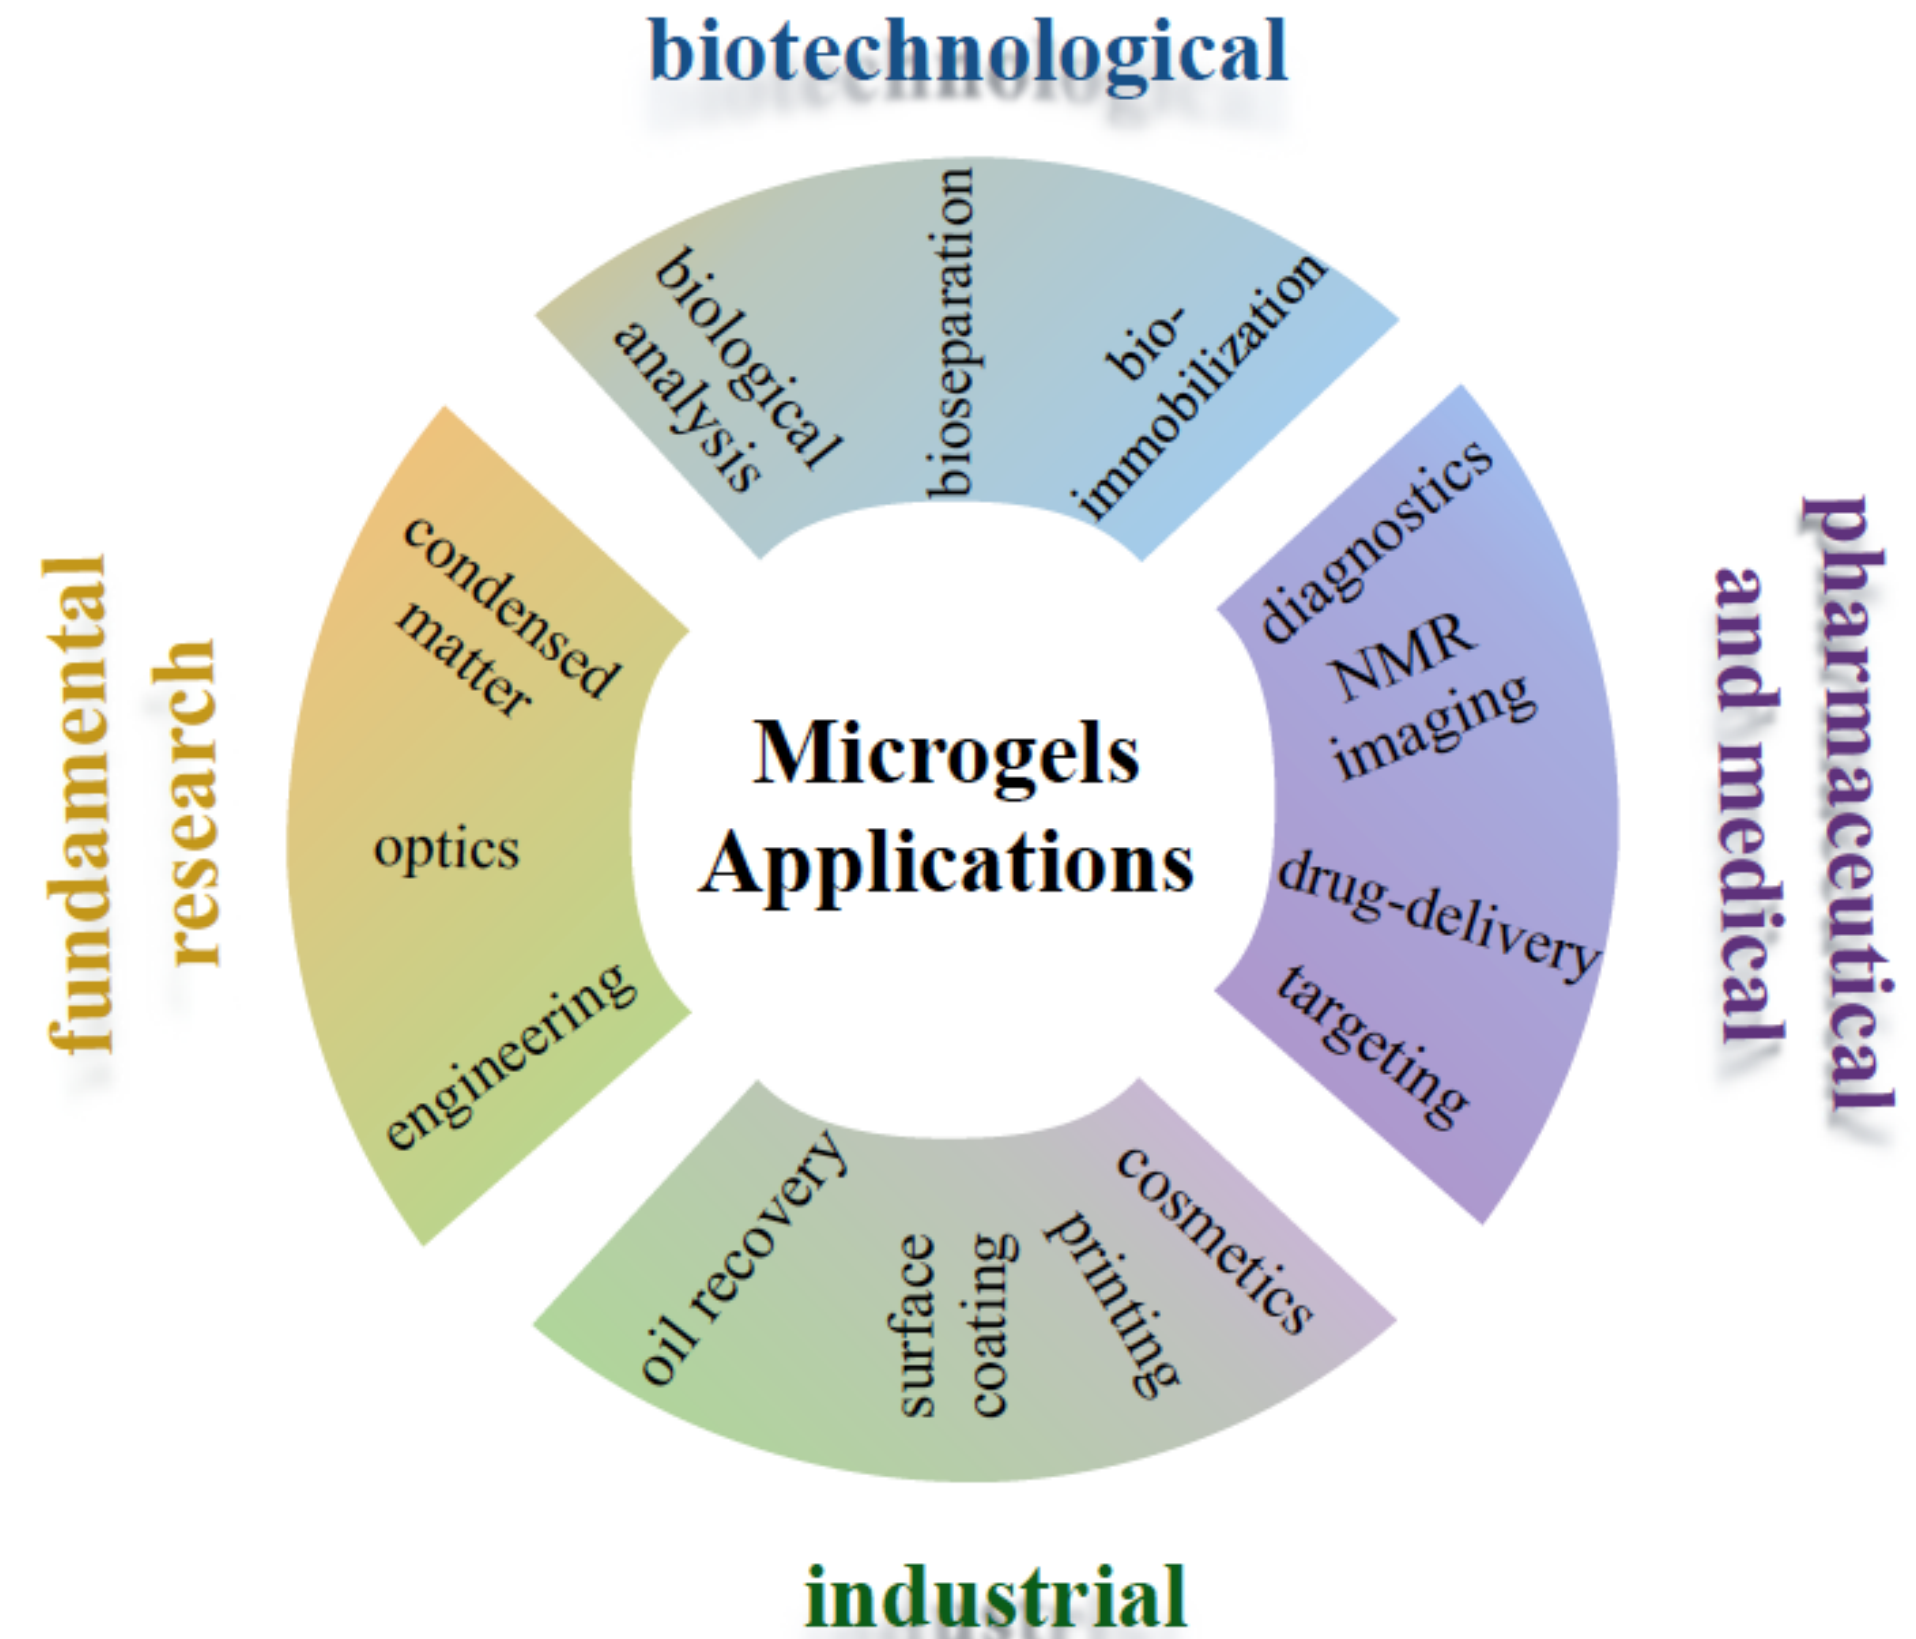 biotechnological
biological
analysis
bioseparation
bio-
immobilization
pharmaceutical
and medical
diagnostics
NMR
imaging
drug-delivery
targeting
industrial
cosmetics
printing
surface
coating
oil recovery
fundamental
research
engineering
optics
condensed
matter
Microgels
Applications